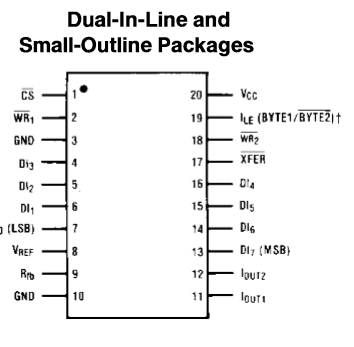 Dual-In-Line and
Small-Outline Packages
CS 1 20 VCC
WR1 2 19 ILE (BYTE1/BYTE2)†
GND 3 18 WR2
DI3 4 17 XFER
DI2 5 16 DI4
DI1 6 15 DI5
(LSB) 7 14 DI6
VREF 8 13 DI7 (MSB)
Rfb 9 12 IOUT2
GND 10 11 IOUT1